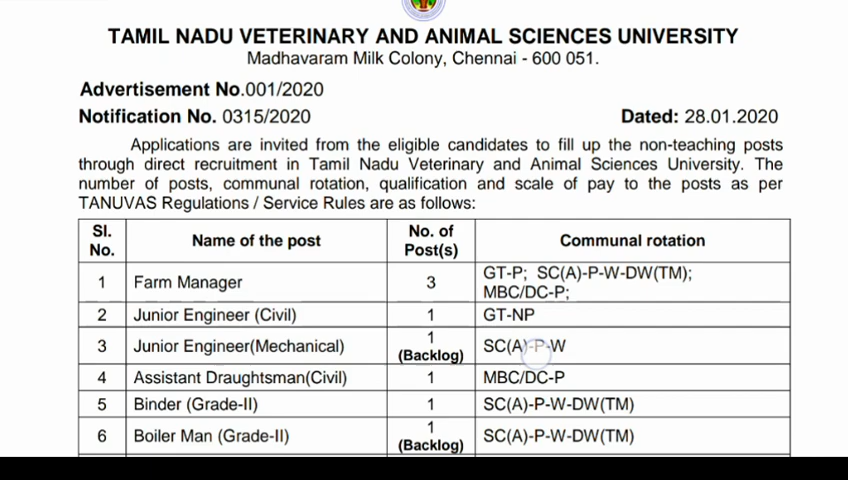 TAMIL NADU VETERINARY AND ANIMAL SCIENCES UNIVERSITY
Madhavaram Milk Colony, Chennai - 600 051.
Advertisement No.001/2020
Notification No. 0315/2020 Dated: 28.01.2020
Applications are invited from the eligible candidates to fill up the non-teaching posts
through direct recruitment in Tamil Nadu Veterinary and Animal Sciences University. The
number of posts, communal rotation, qualification and scale of pay to the posts as per
TANUVAS Regulations / Service Rules are as follows:
Sl. No. Name of the post No. of Post(s) Communal rotation
1 Farm Manager 3 GT-P; SC(A)-P-W-DW(TM);
MBC/DC-P;
2 Junior Engineer (Civil) 1 GT-NP
3 Junior Engineer(Mechanical) 1 (Backlog) SC(A)-P-W
4 Assistant Draughtsman(Civil) 1 MBC/DC-P
5 Binder (Grade-II) 1 SC(A)-P-W-DW(TM)
6 Boiler Man (Grade-II) 1 (Backlog) SC(A)-P-W-DW(TM)